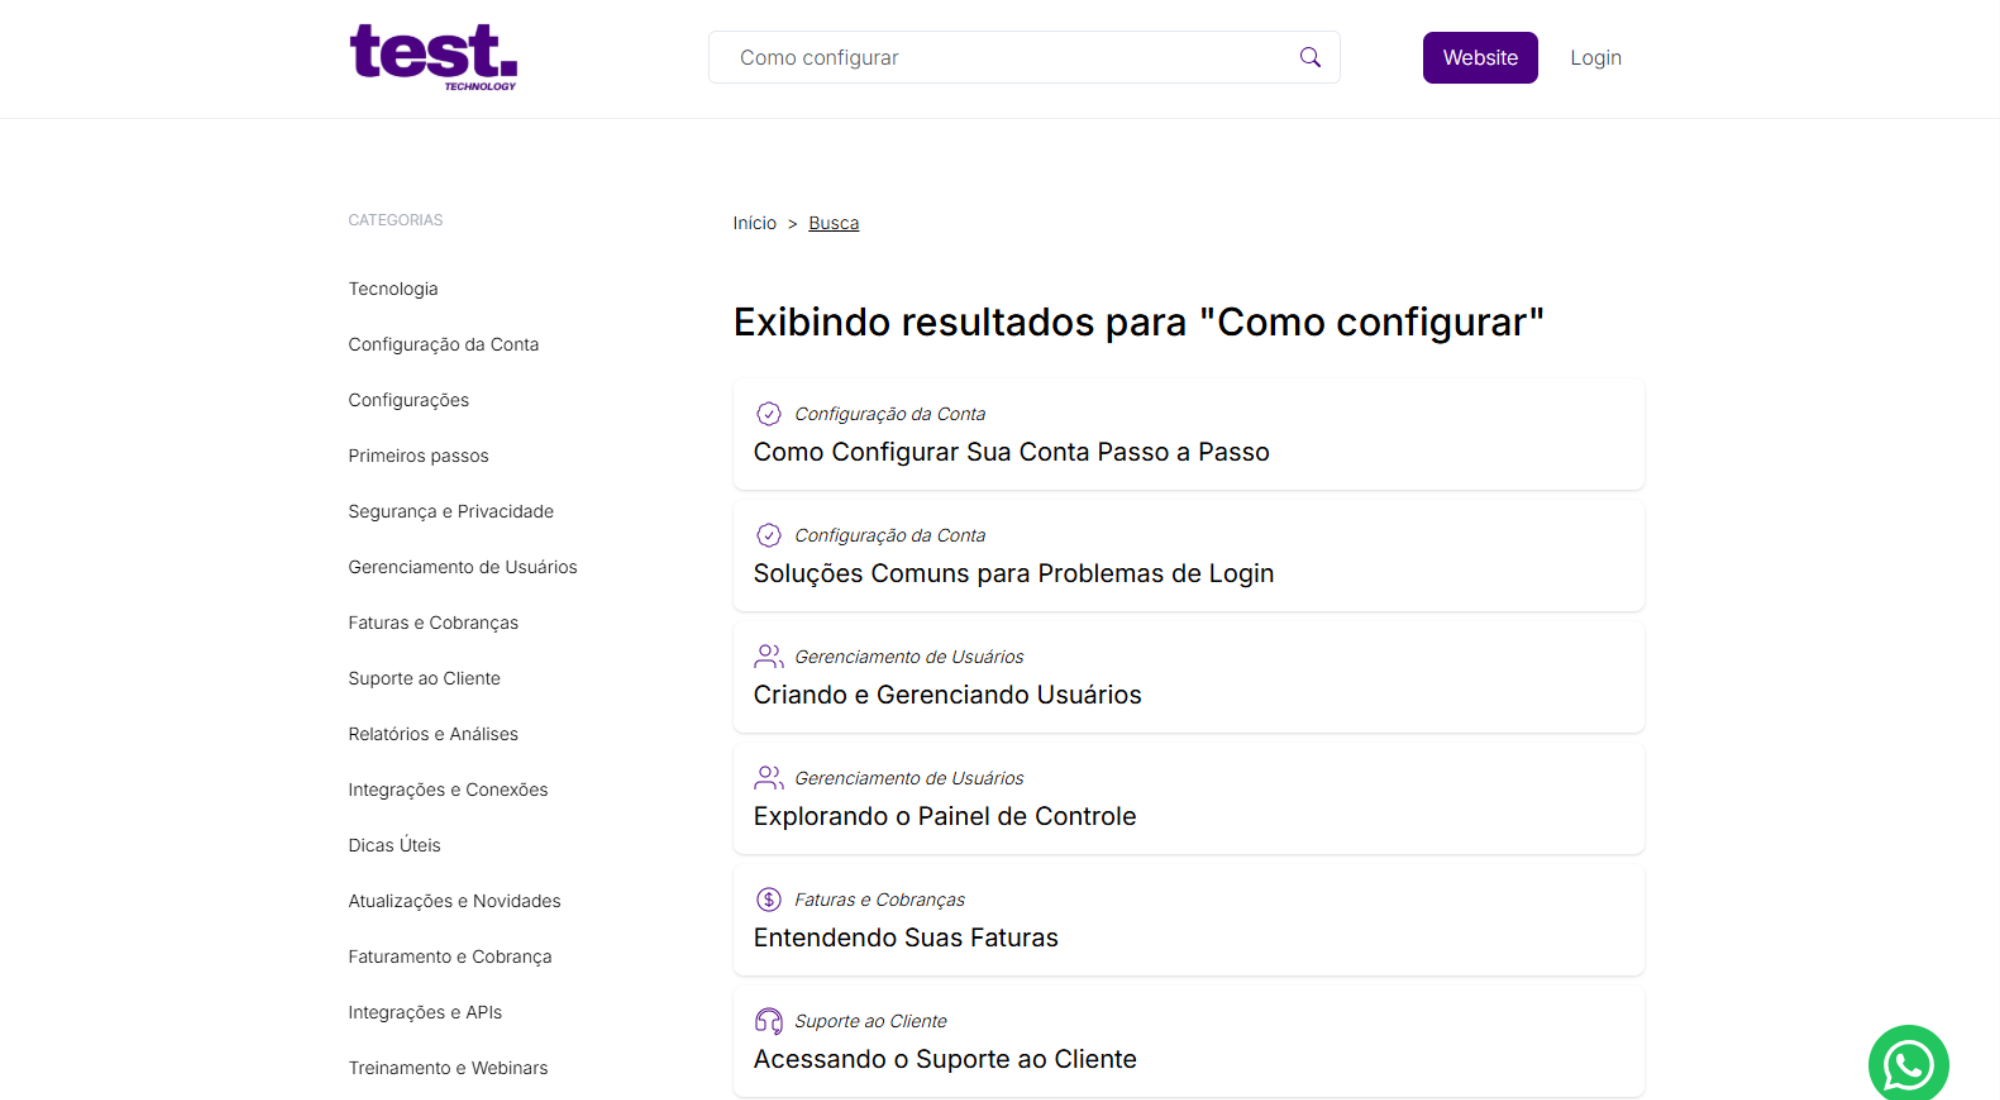 test.
TECHNOLOGY
Como configurar
Website
Login
CATEGORIAS
Tecnologia
Configuração da Conta
Configurações
Primeiros passos
Segurança e Privacidade
Gerenciamento de Usuários
Faturas e Cobranças
Suporte ao Cliente
Relatórios e Análises
Integrações e Conexões
Dicas Úteis
Atualizações e Novidades
Faturamento e Cobrança
Integrações e APIs
Treinamento e Webinars
Início > Busca
Exibindo resultados para "Como configurar"
Configuração da Conta
Como Configurar Sua Conta Passo a Passo
Configuração da Conta
Soluções Comuns para Problemas de Login
Gerenciamento de Usuários
Criando e Gerenciando Usuários
Gerenciamento de Usuários
Explorando o Painel de Controle
Faturas e Cobranças
Entendendo Suas Faturas
Suporte ao Cliente
Acessando o Suporte ao Cliente